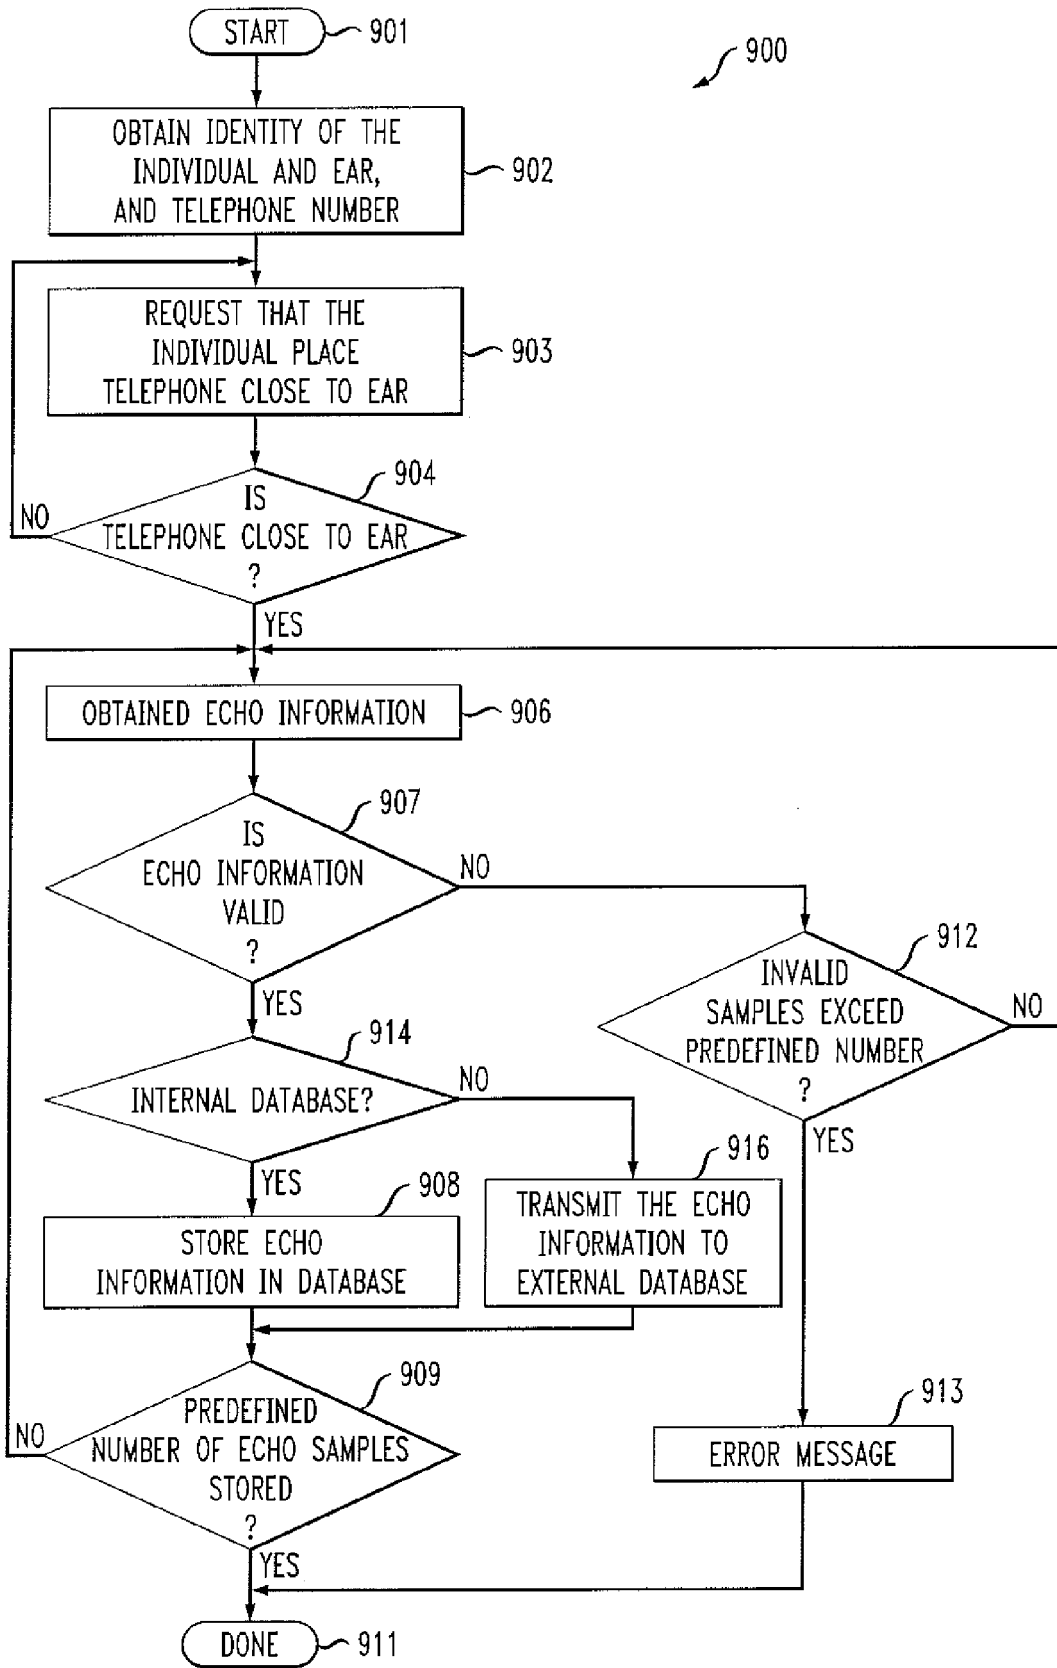 START
901
900
OBTAIN IDENTITY OF THE
INDIVIDUAL AND EAR,
AND TELEPHONE NUMBER
902
REQUEST THAT THE
INDIVIDUAL PLACE
TELEPHONE CLOSE TO EAR
903
904
IS
TELEPHONE CLOSE TO EAR
?
NO
YES
OBTAINED ECHO INFORMATION
906
907
IS
ECHO INFORMATION
VALID
?
NO
YES
912
INVALID
SAMPLES EXCEED
PREDEFINED NUMBER
?
NO
YES
914
INTERNAL DATABASE?
NO
YES
908
STORE ECHO
INFORMATION IN DATABASE
916
TRANSMIT THE ECHO
INFORMATION TO
EXTERNAL DATABASE
909
PREDEFINED
NUMBER OF ECHO SAMPLES
STORED
?
NO
YES
913
ERROR MESSAGE
DONE
911